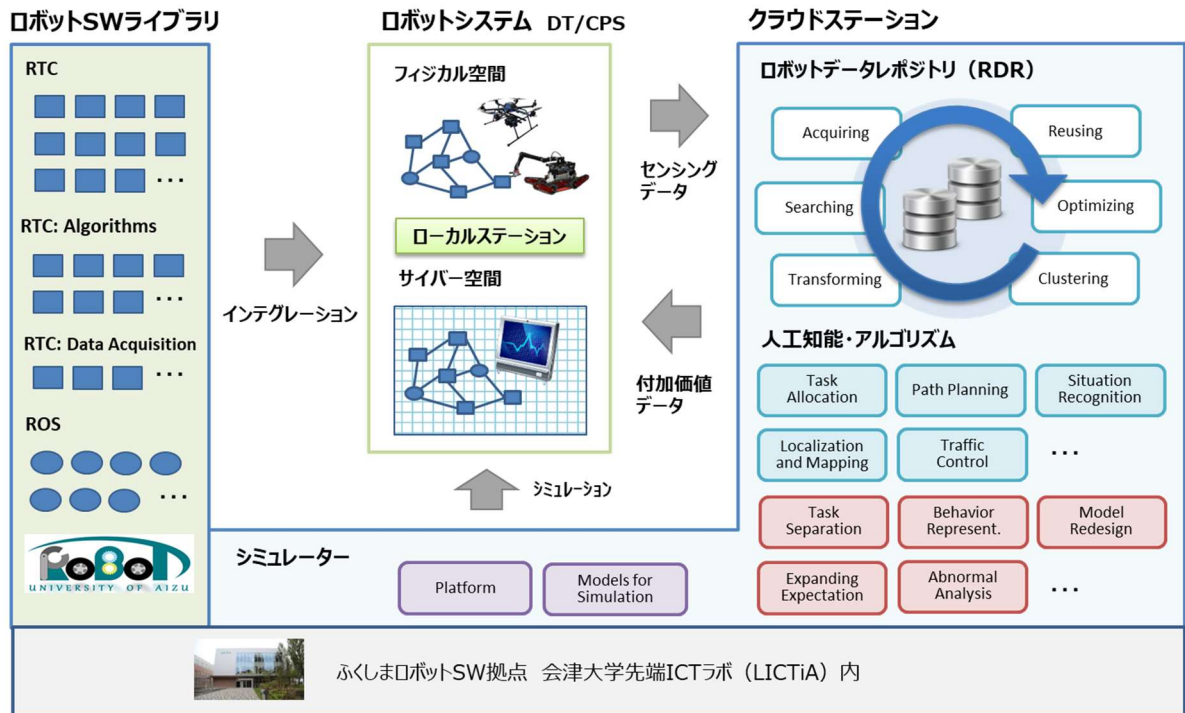 ロボットSWライブラリ
RTC
...
RTC: Algorithms
...
RTC: Data Acquisition
...
ROS
...
RoBoT
UNIVERSITY OF AIZU
インテグレーション
ロボットシステム DT/CPS
フィジカル空間
ローカルステーション
サイバー空間
シミュレーション
センシング
データ
付加価値
データ
クラウドステーション
ロボットデータレポジトリ（RDR）
Acquiring
Reusing
Searching
Optimizing
Transforming
Clustering
人工知能・アルゴリズム
Task
Allocation
Path Planning
Situation
Recognition
Localization
and Mapping
Traffic
Control
...
Task
Separation
Behavior
Represent.
Model
Redesign
Expanding
Expectation
Abnormal
Analysis
...
シミュレーター
Platform
Models for
Simulation
ふくしまロボットSW拠点 会津大学先端ICTラボ（LICTiA）内